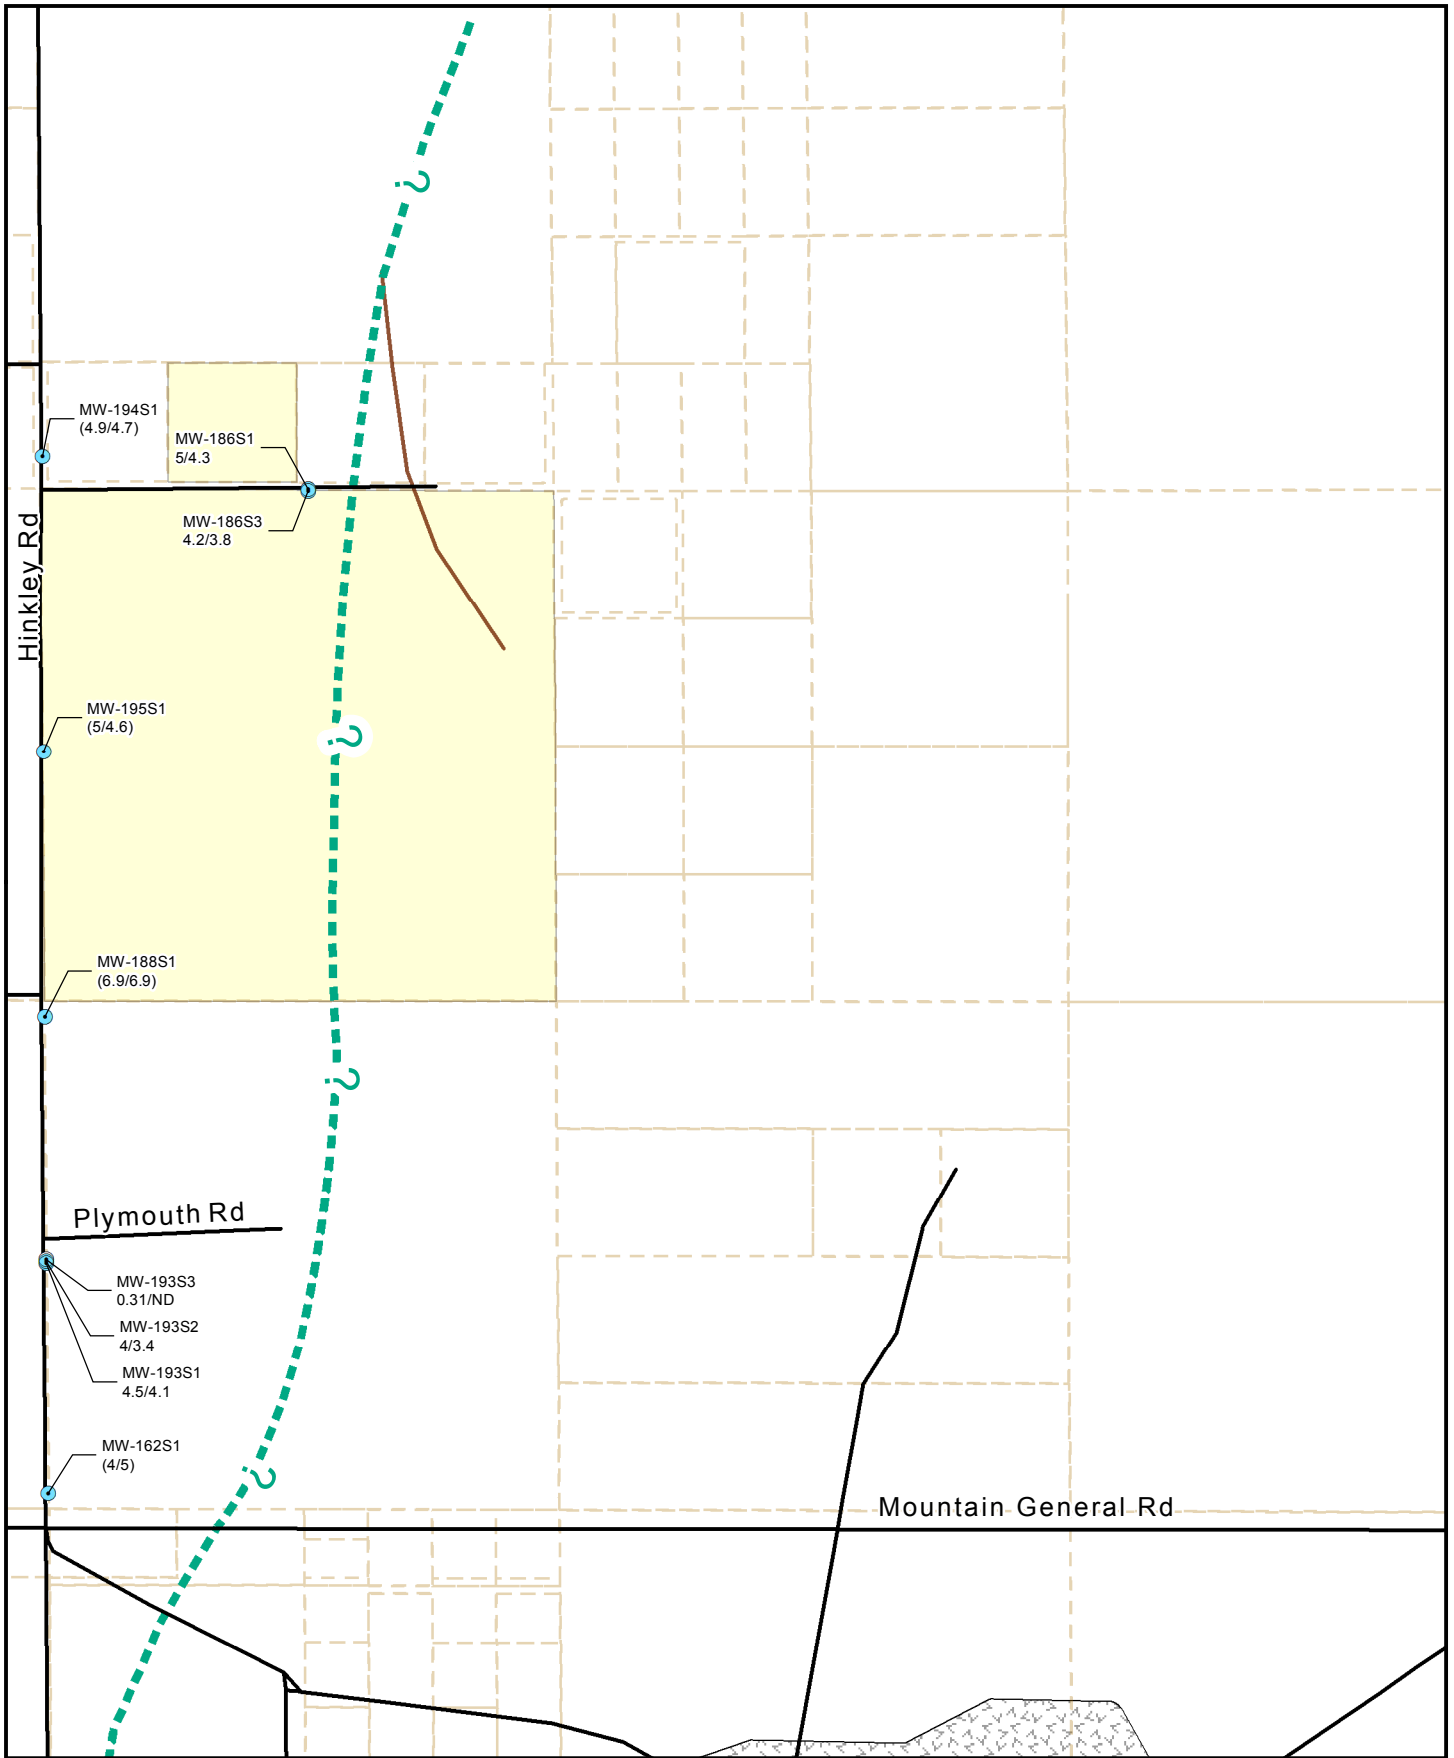 ?
MW-194S1
(4.9/4.7)
MW-186S1
5/4.3
MW-186S3
4.2/3.8
Hinkley Rd
MW-195S1
(5/4.6)
?
MW-188S1
(6.9/6.9)
?
Plymouth Rd
MW-193S3
0.31/ND
MW-193S2
4/3.4
MW-193S1
4.5/4.1
MW-162S1
(4/5)
?
Mountain General Rd